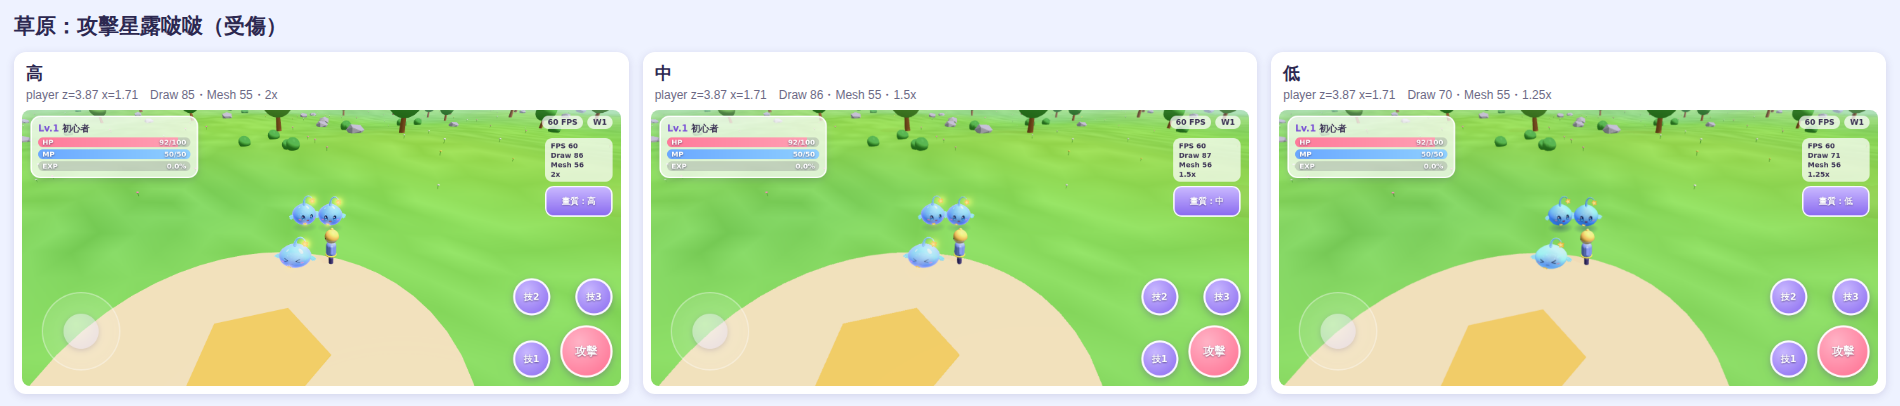 草原：攻擊星露啵啵（受傷）
高
player z=3.87 x=1.71 Draw 85・Mesh 55・2x
Lv.1 初心者
HP 92/100
MP 50/50
EXP 0.0%
60 FPS W1
FPS 60
Draw 86
Mesh 56
2x
畫質：高
技2 技3
技1 攻擊
中
player z=3.87 x=1.71 Draw 86・Mesh 55・1.5x
Lv.1 初心者
HP 92/100
MP 50/50
EXP 0.0%
60 FPS W1
FPS 60
Draw 87
Mesh 56
1.5x
畫質：中
技2 技3
技1 攻擊
低
player z=3.87 x=1.71 Draw 70・Mesh 55・1.25x
Lv.1 初心者
HP 92/100
MP 50/50
EXP 0.0%
60 FPS W1
FPS 60
Draw 71
Mesh 56
1.25x
畫質：低
技2 技3
技1 攻擊